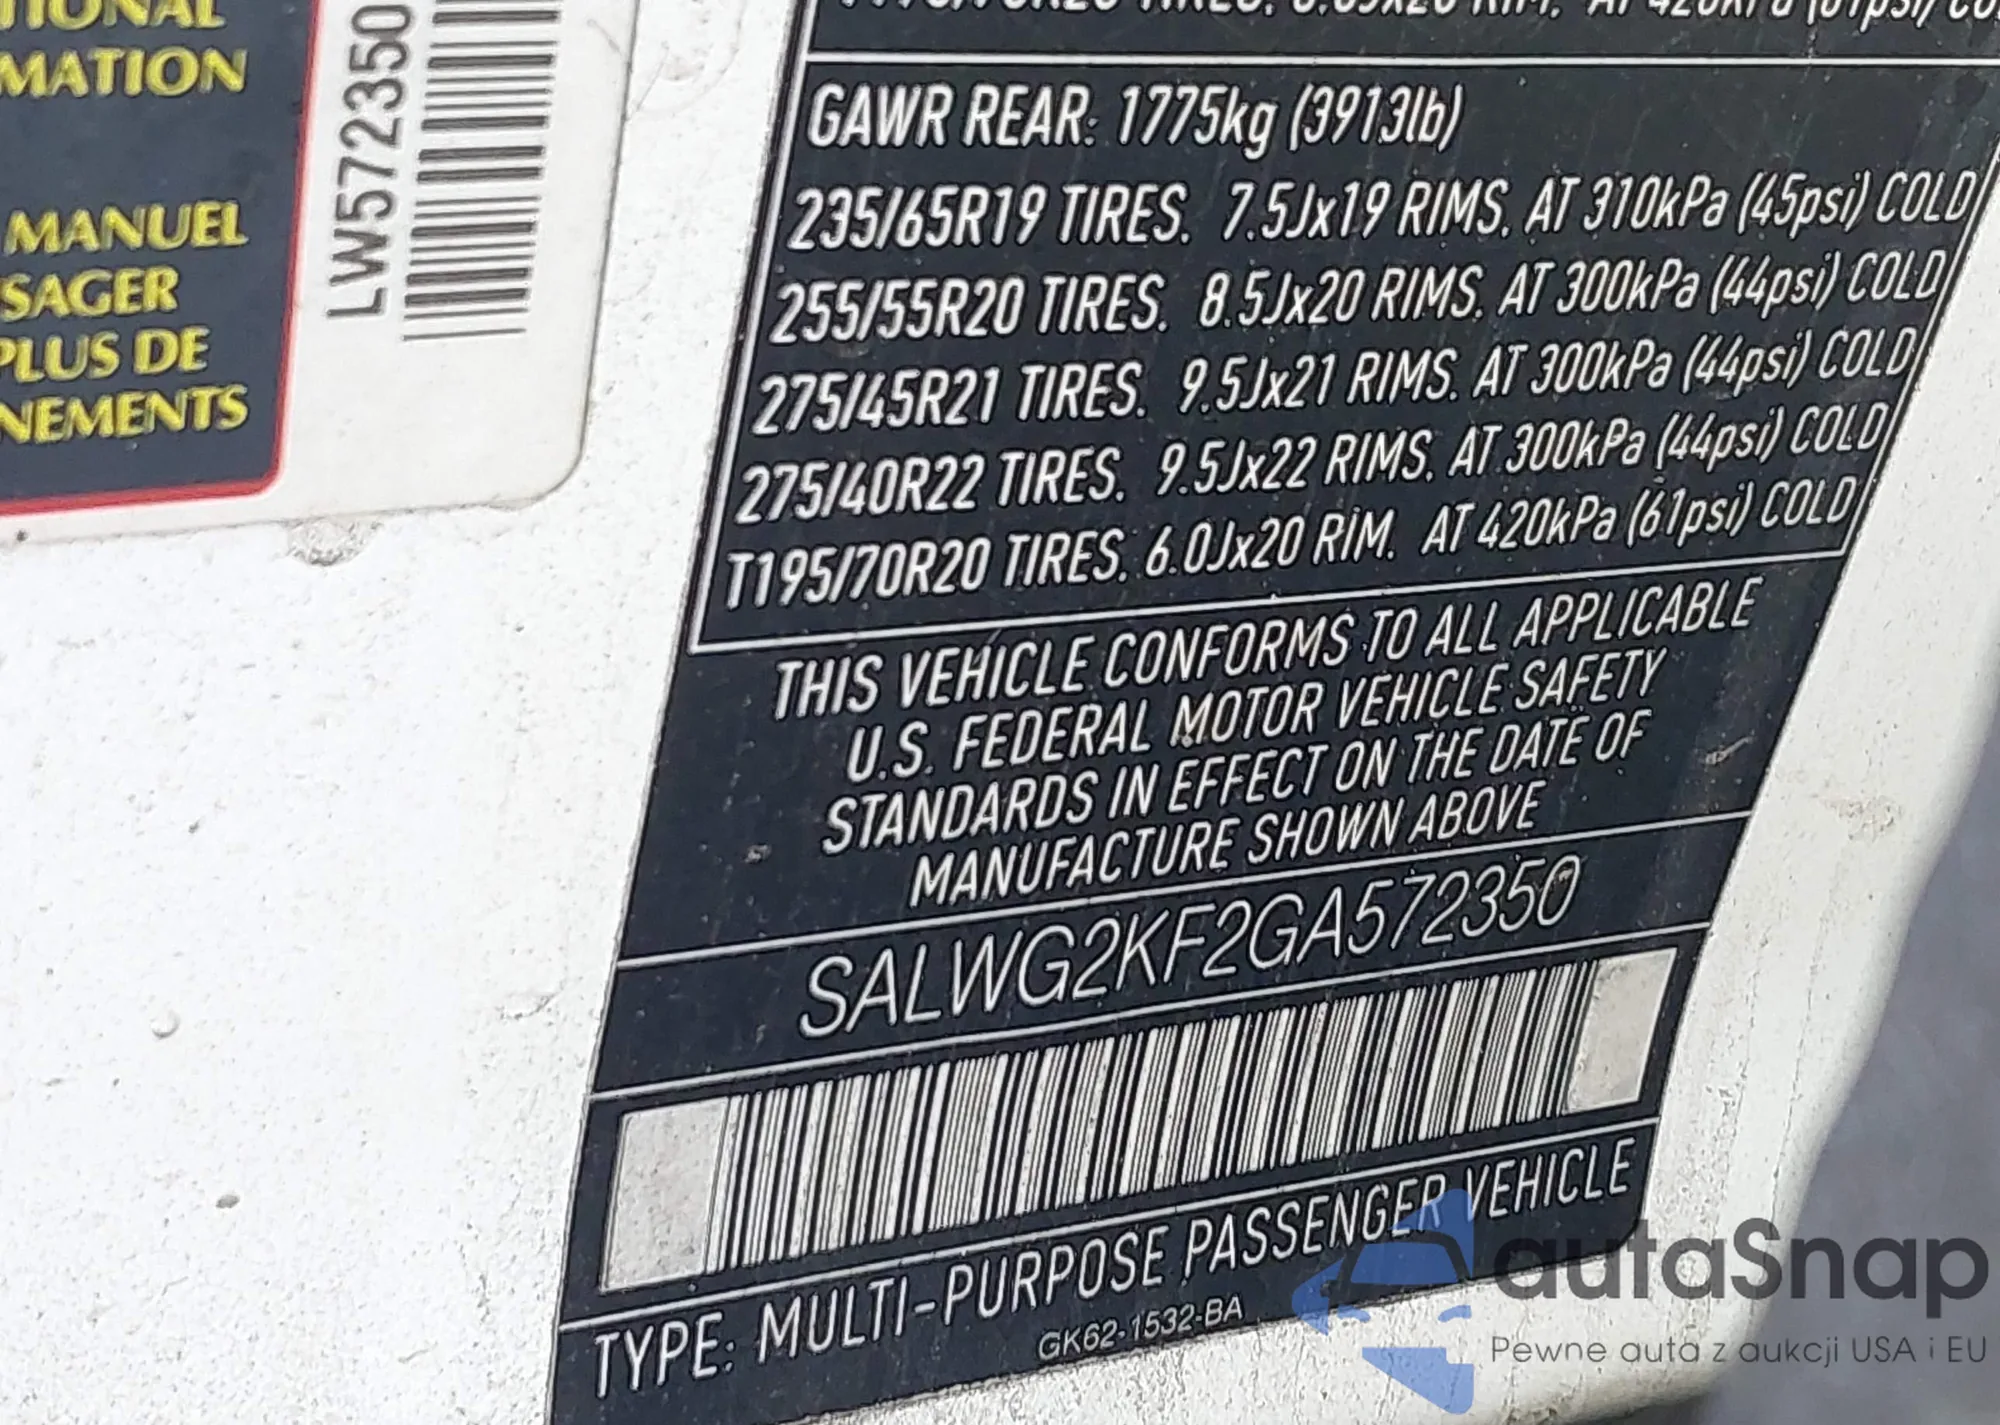 TIONAL
MATION
MANUEL
SAGER
PLUS DE
NEMENTS
LW572350
GAWR REAR: 1775kg (3913lb)
235/65R19 TIRES. 7.5Jx19 RIMS. AT 310kPa (45psi) COLD
255/55R20 TIRES. 8.5Jx20 RIMS. AT 300kPa (44psi) COLD
275/45R21 TIRES. 9.5Jx21 RIMS. AT 300kPa (44psi) COLD
275/40R22 TIRES. 9.5Jx22 RIMS. AT 300kPa (44psi) COLD
T195/70R20 TIRES. 6.0Jx20 RIM. AT 420kPa (61psi) COLD
THIS VEHICLE CONFORMS TO ALL APPLICABLE
U.S. FEDERAL MOTOR VEHICLE SAFETY
STANDARDS IN EFFECT ON THE DATE OF
MANUFACTURE SHOWN ABOVE
SALWG2KF2GA572350
TYPE: MULTI-PURPOSE PASSENGER VEHICLE
GK62-1532-BA
autaSnap
Pewne auta z aukcji USA i EU